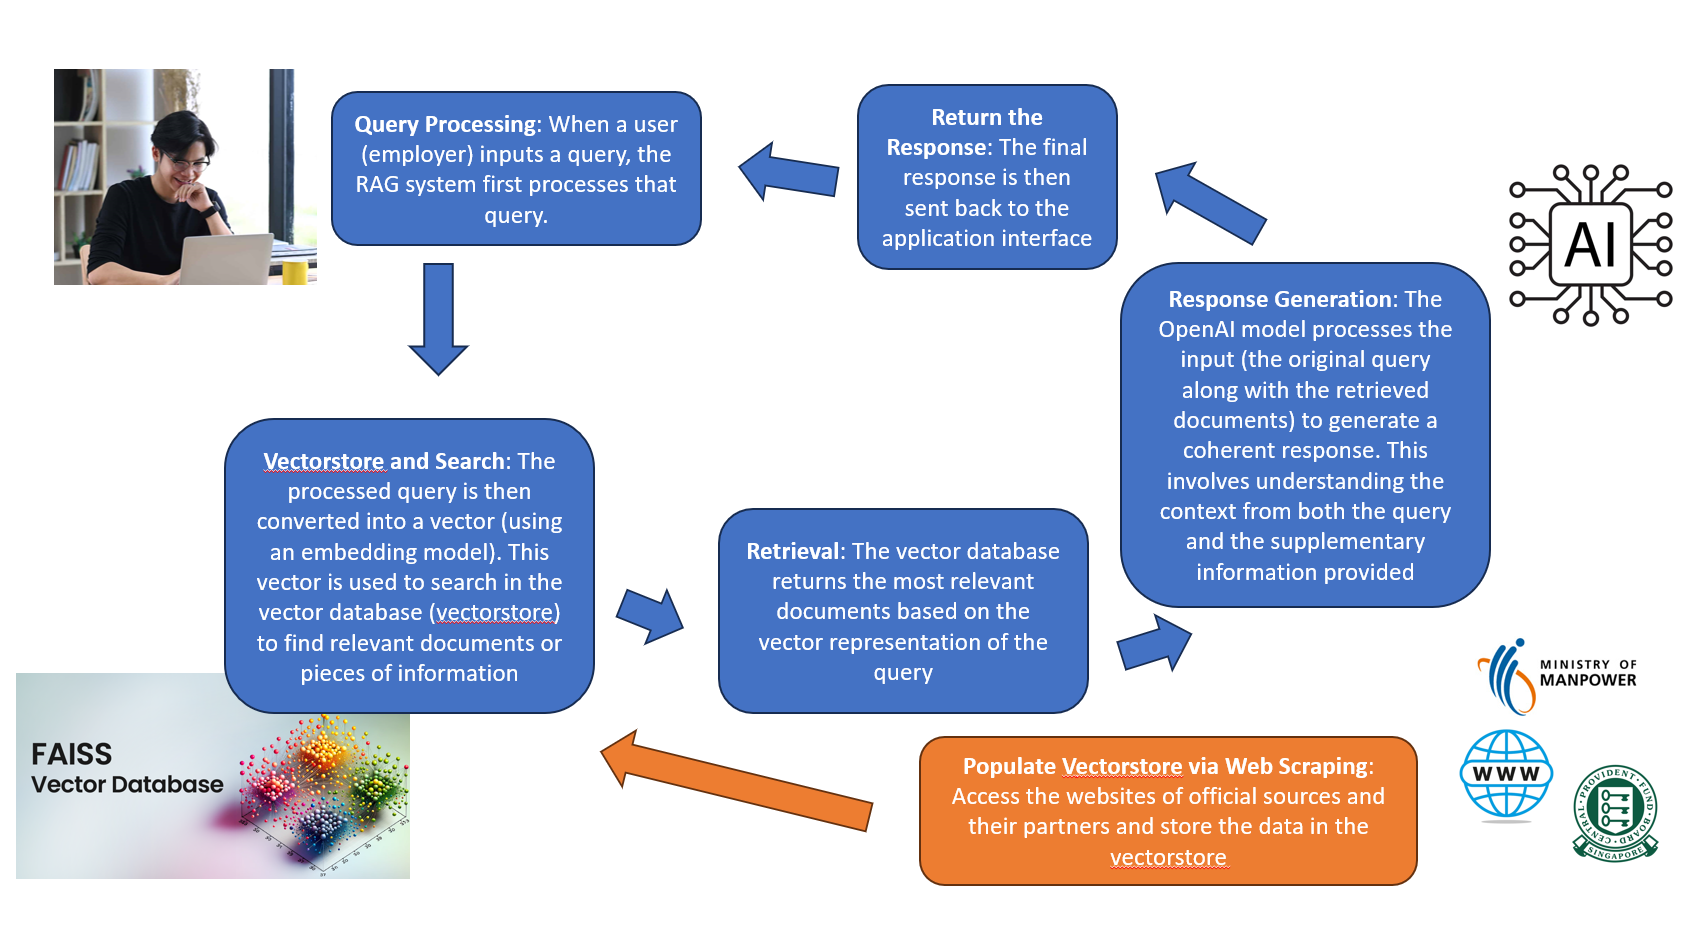 Query Processing: When a user
(employer) inputs a query, the
RAG system first processes that
query.
Return the
Response: The final
response is then
sent back to the
application interface
AI
Response Generation: The
OpenAI model processes the
input (the original query
along with the retrieved
documents) to generate a
coherent response. This
involves understanding the
context from both the query
and the supplementary
information provided
Vectorstore and Search: The
processed query is then
converted into a vector (using
an embedding model). This
vector is used to search in the
vector database (vectorstore)
to find relevant documents or
pieces of information
Retrieval: The vector database
returns the most relevant
documents based on the
vector representation of the
query
FAISS
Vector Database
Populate Vectorstore via Web Scraping:
Access the websites of official sources and
their partners and store the data in the
vectorstore
MINISTRY OF
MANPOWER
WWW
CENTRAL · PROVIDENT · FUND · BOARD
SINGAPORE